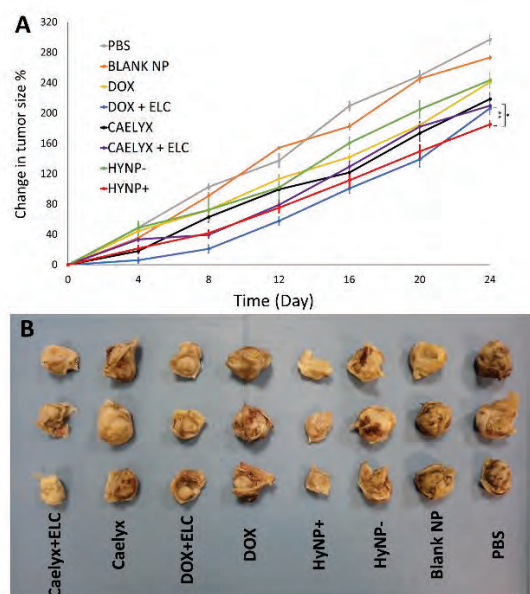 A
320
280
240
200
160
120
80
40
0
Change in tumor size %
PBS
BLANK NP
DOX
DOX + ELC
CAELYX
CAELYX + ELC
HYNP-
HYNP+
**
*
0 4 8 12 16 20 24
Time (Day)
B
Caelyx+ELC
Caelyx
DOX+ELC
DOX
HyNP+
HyNP-
Blank NP
PBS